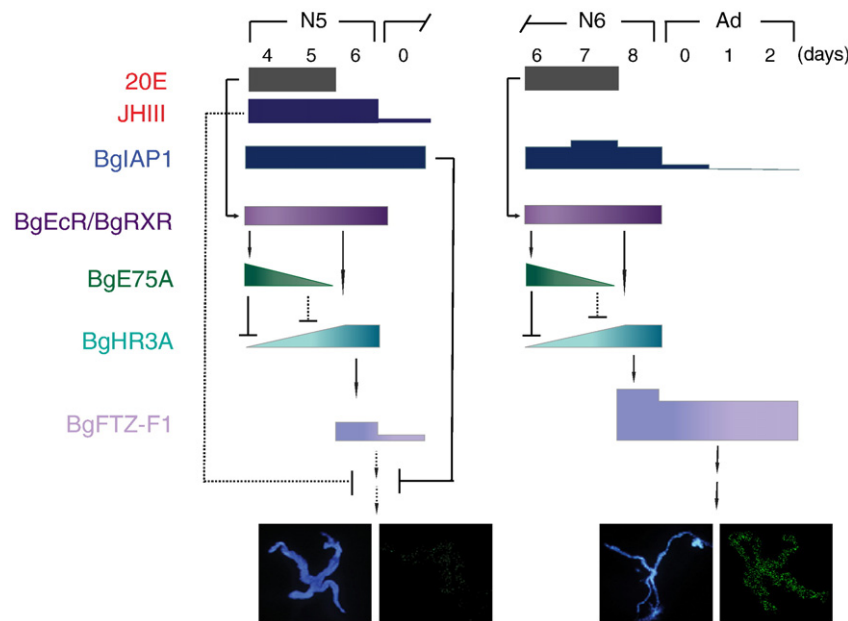 N5 N6 Ad
4 5 6 0 6 7 8 0 1 2 (days)
20E
JHIII
BgIAP1
BgEcR/BgRXR
BgE75A
BgHR3A
BgFTZ-F1